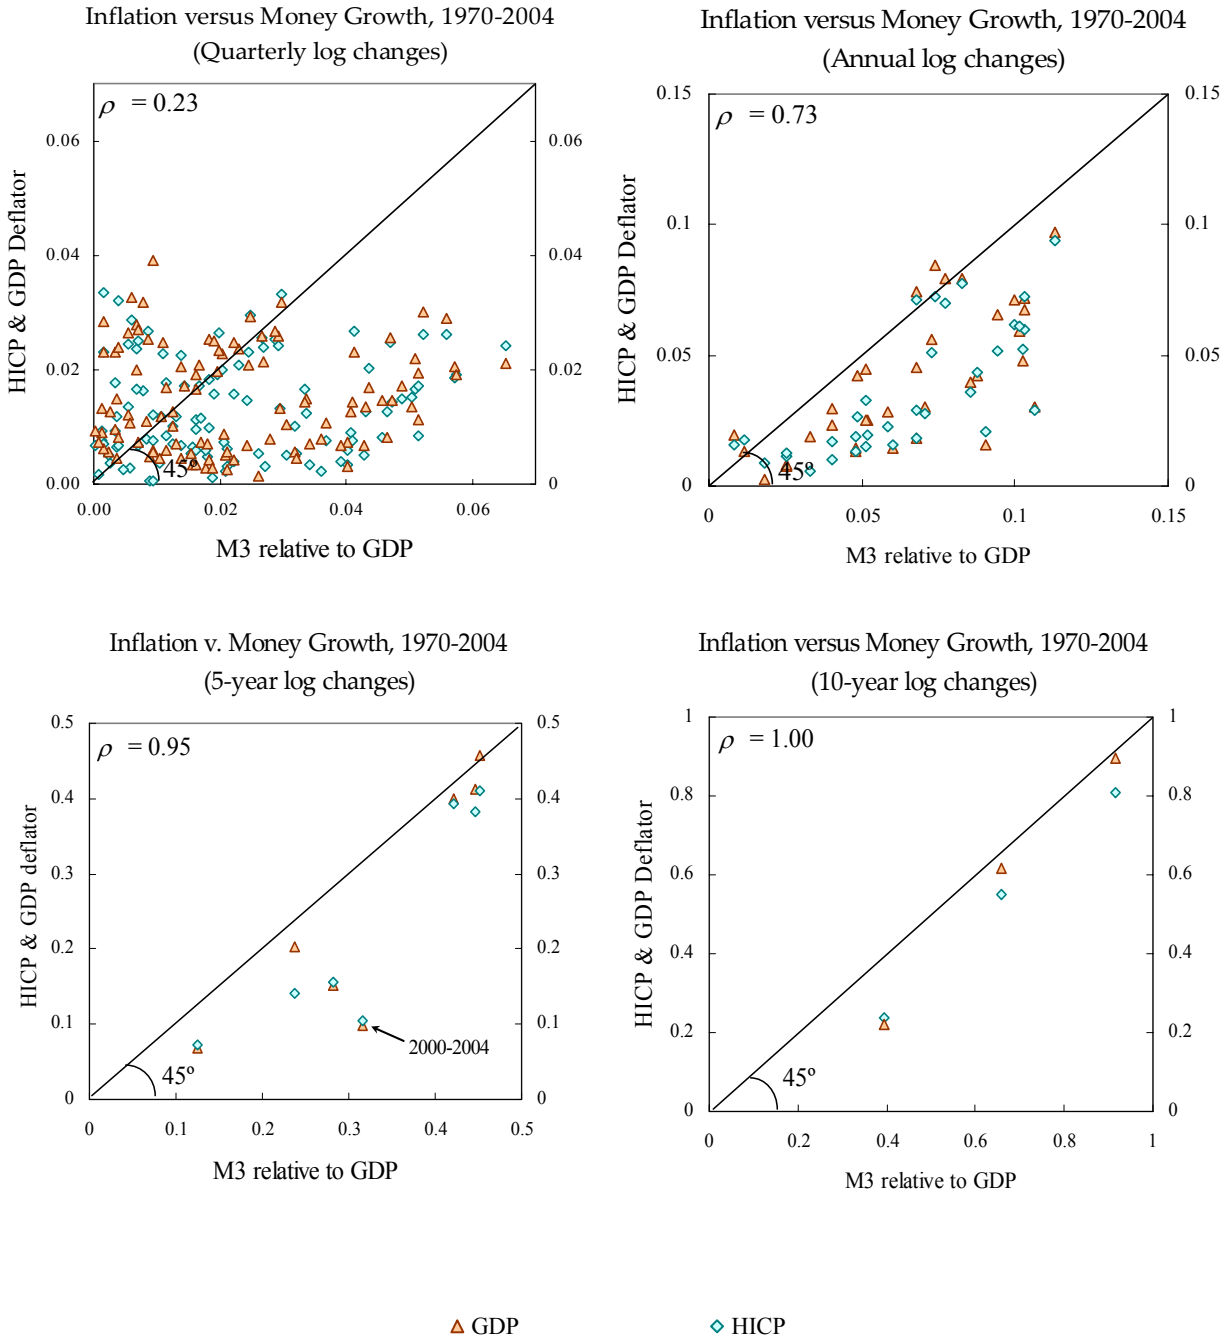 Inflation versus Money Growth, 1970-2004
(Quarterly log changes)
ρ = 0.23
0.06
0.04
0.02
0.00
0.06
0.04
0.02
0
45º
0.00
0.02
0.04
0.06
HICP & GDP Deflator
M3 relative to GDP
Inflation versus Money Growth, 1970-2004
(Annual log changes)
ρ = 0.73
0.15
0.1
0.05
0
0.15
0.1
0.05
0
45º
0
0.05
0.1
0.15
HICP & GDP Deflator
M3 relative to GDP
Inflation v. Money Growth, 1970-2004
(5-year log changes)
ρ = 0.95
0.5
0.4
0.3
0.2
0.1
0
0.5
0.4
0.3
0.2
0.1
0
2000-2004
45º
0
0.1
0.2
0.3
0.4
0.5
HICP & GDP deflator
M3 relative to GDP
Inflation versus Money Growth, 1970-2004
(10-year log changes)
ρ = 1.00
1
0.8
0.6
0.4
0.2
0
1
0.8
0.6
0.4
0.2
0
45º
0
0.2
0.4
0.6
0.8
1
HICP & GDP Deflator
M3 relative to GDP
GDP
HICP